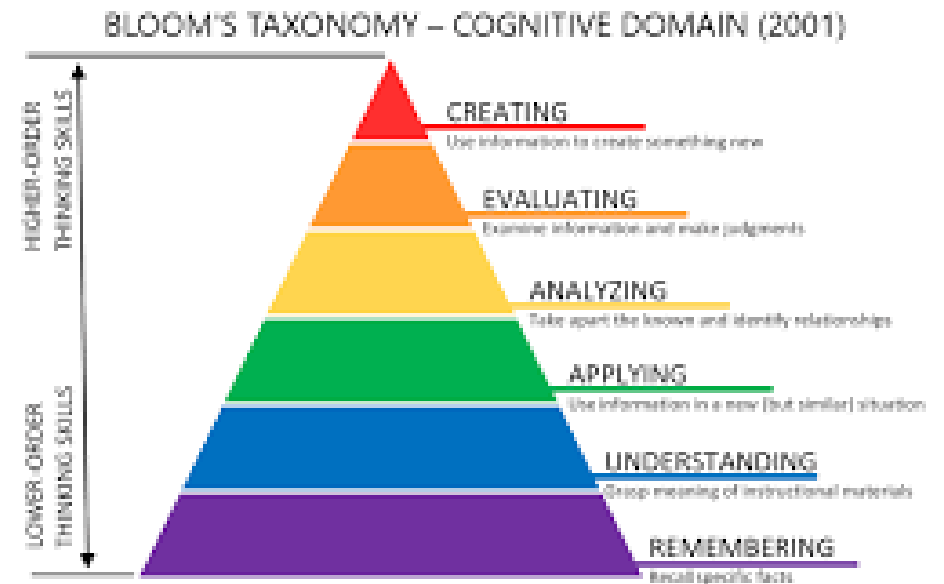 BLOOM'S TAXONOMY – COGNITIVE DOMAIN (2001)
HIGHER-ORDER
THINKING SKILLS
CREATING
Use information to create something new
EVALUATING
Examine information and make judgments
ANALYZING
Take apart the known and identify relationships
APPLYING
Use information in a new (but similar) situation
LOWER-ORDER
THINKING SKILLS
UNDERSTANDING
Grasp meaning of instructional materials
REMEMBERING
Recall specific facts